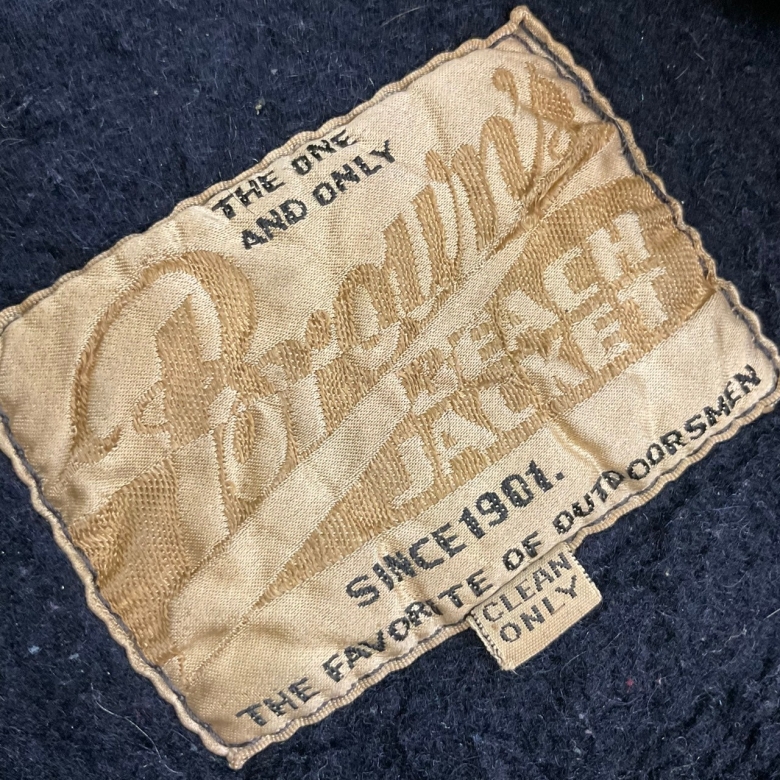 THE ONE
AND ONLY
Brown's
BEACH
JACKET
SINCE 1901.
THE FAVORITE OF OUTDOORSMEN
CLEAN
ONLY